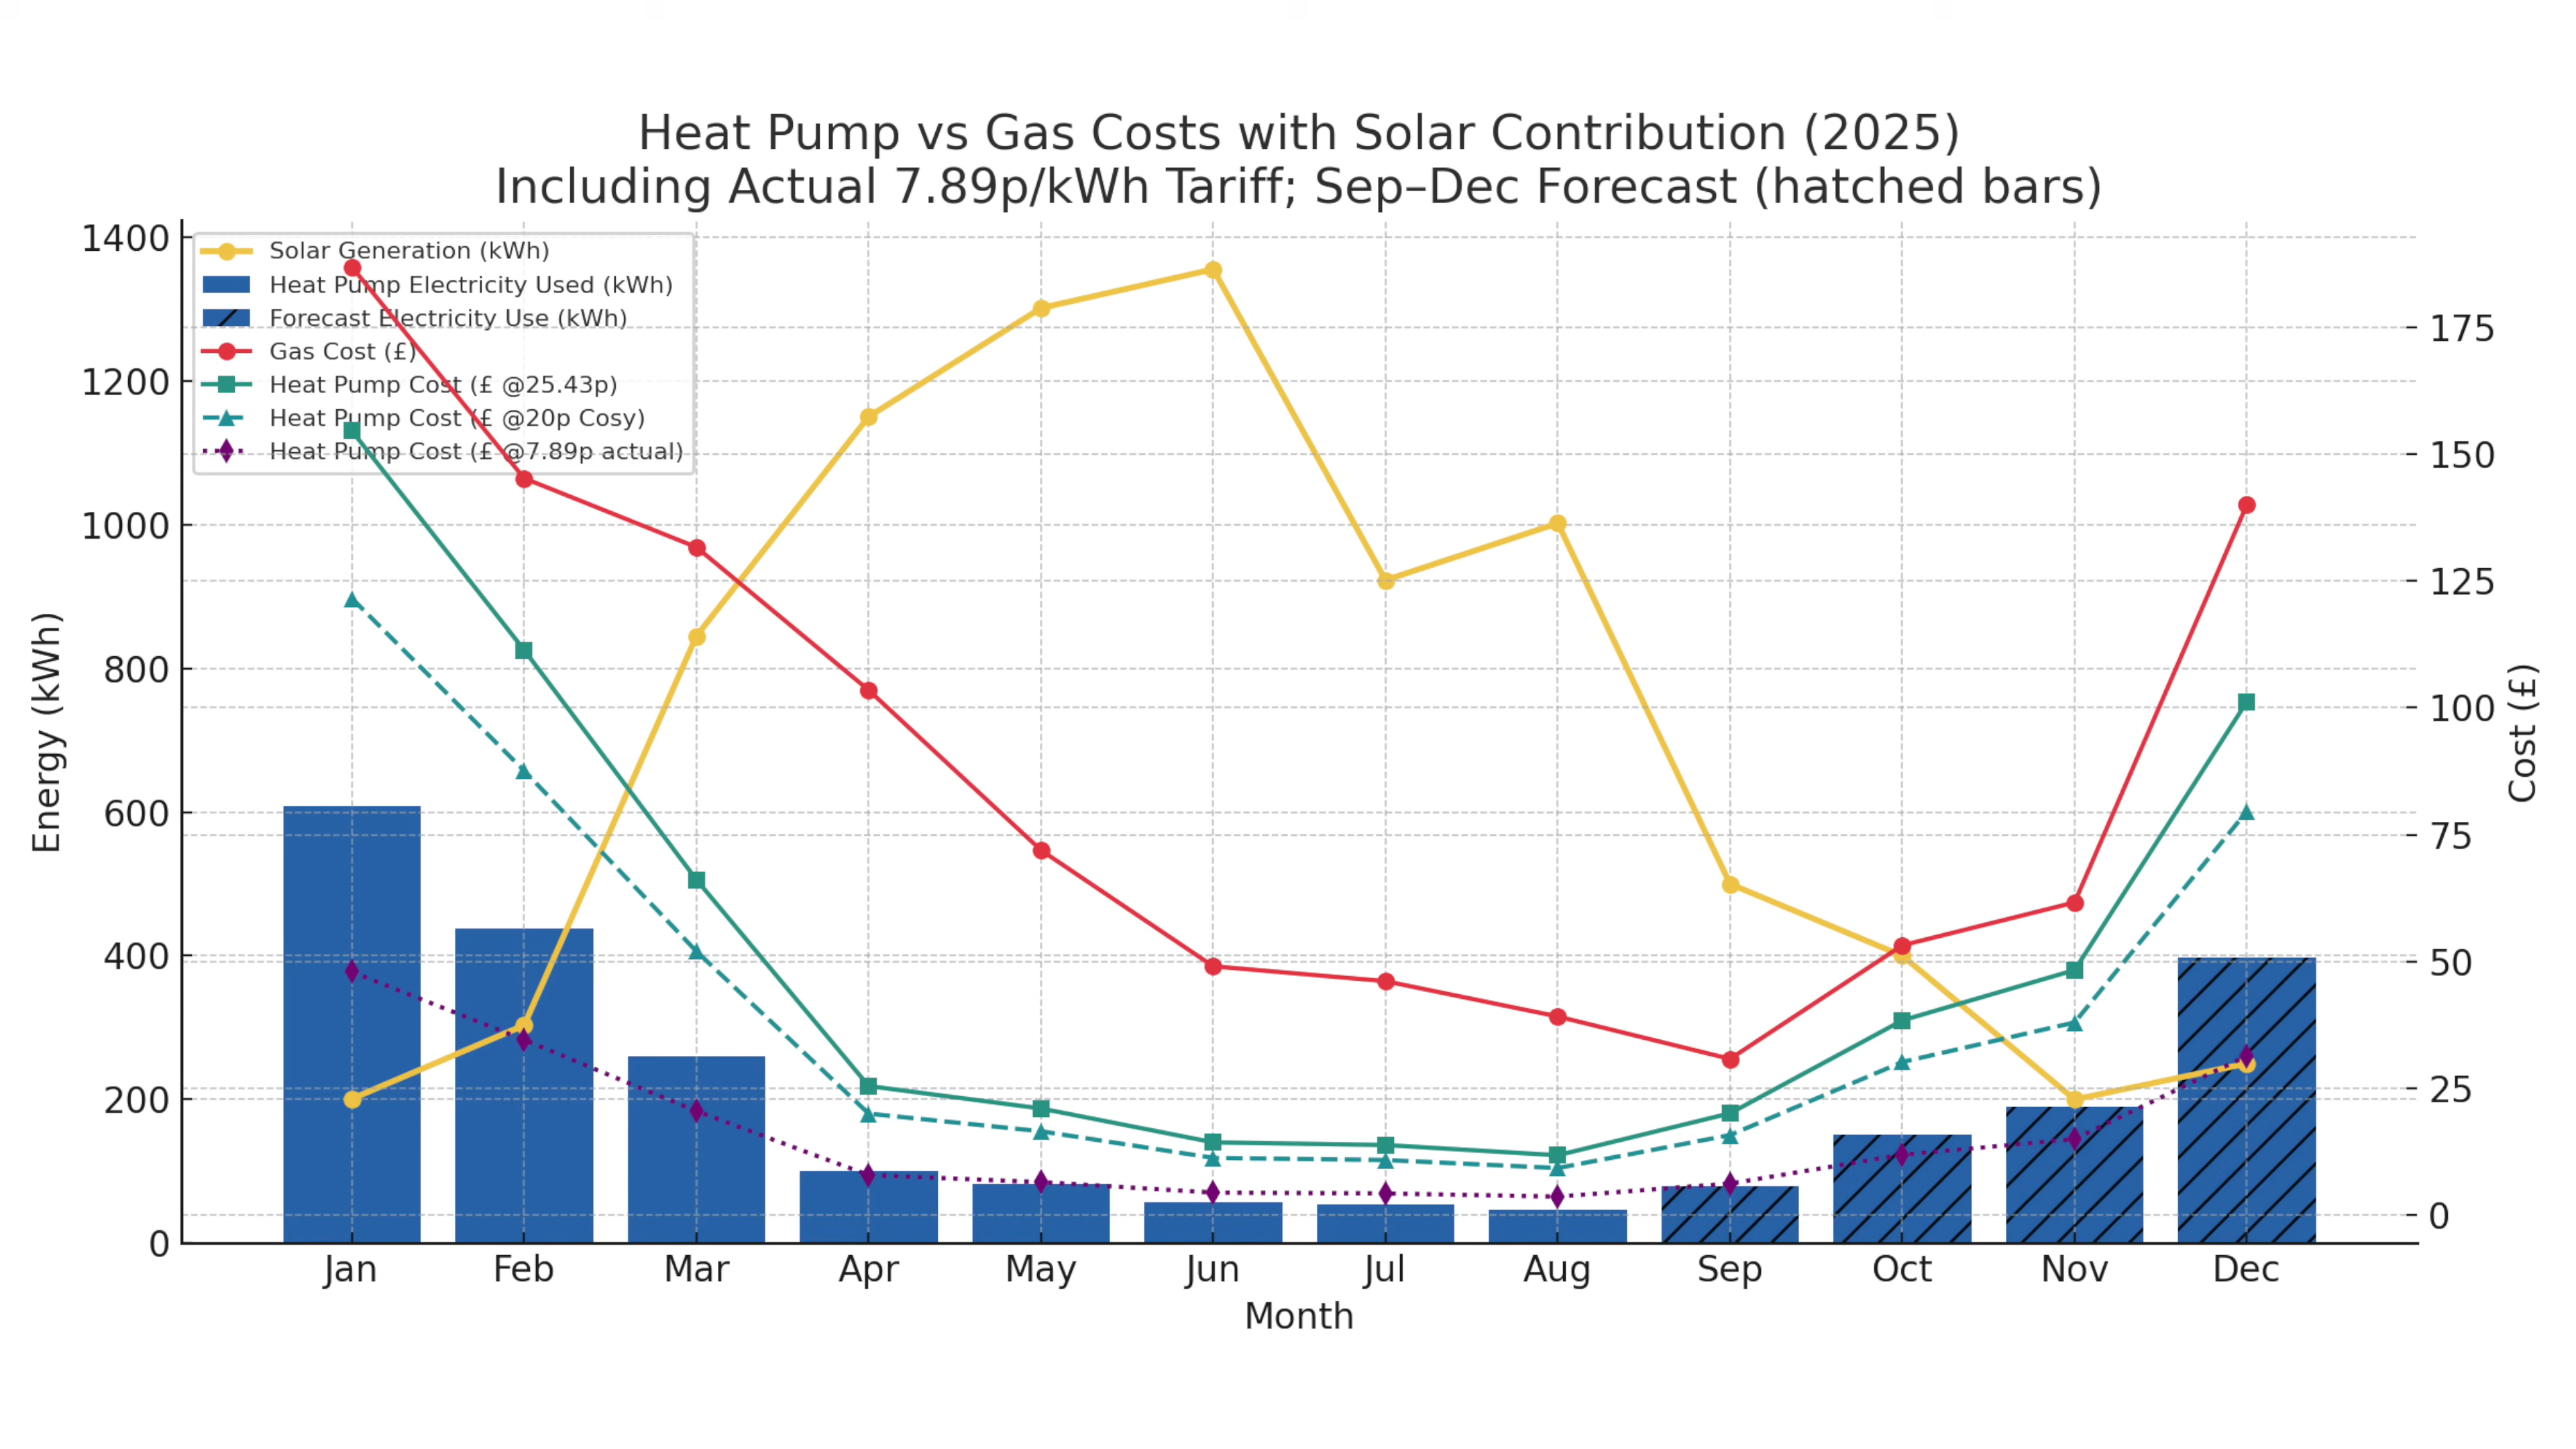 Heat Pump vs Gas Costs with Solar Contribution (2025)
Including Actual 7.89p/kWh Tariff; Sep–Dec Forecast (hatched bars)
Solar Generation (kWh)
Heat Pump Electricity Used (kWh)
Forecast Electricity Use (kWh)
Gas Cost (£)
Heat Pump Cost (£ @25.43p)
Heat Pump Cost (£ @20p Cosy)
Heat Pump Cost (£ @7.89p actual)
Energy (kWh)
1400
1200
1000
800
600
400
200
0
Cost (£)
175
150
125
100
75
50
25
0
Jan Feb Mar Apr May Jun Jul Aug Sep Oct Nov Dec
Month